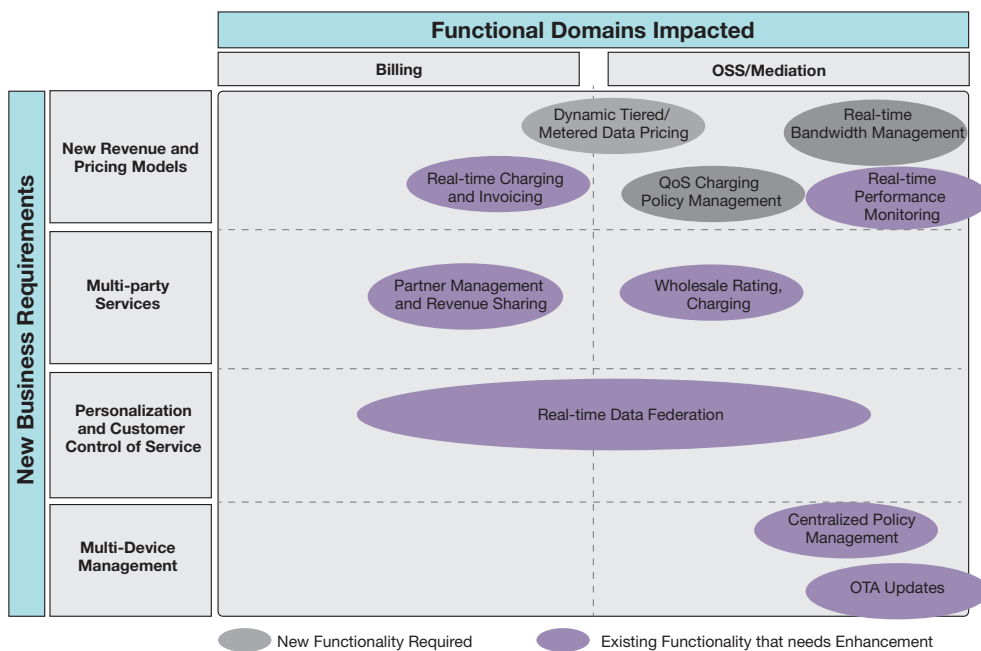 Functional Domains Impacted
Billing
OSS/Mediation
New Business Requirements
New Revenue and
Pricing Models
Dynamic Tiered/
Metered Data Pricing
Real-time
Bandwidth Management
Real-time Charging
and Invoicing
QoS Charging
Policy Management
Real-time
Performance
Monitoring
Multi-party
Services
Partner Management
and Revenue Sharing
Wholesale Rating,
Charging
Personalization
and Customer
Control of Service
Real-time Data Federation
Multi-Device
Management
Centralized Policy
Management
OTA Updates
New Functionality Required
Existing Functionality that needs Enhancement